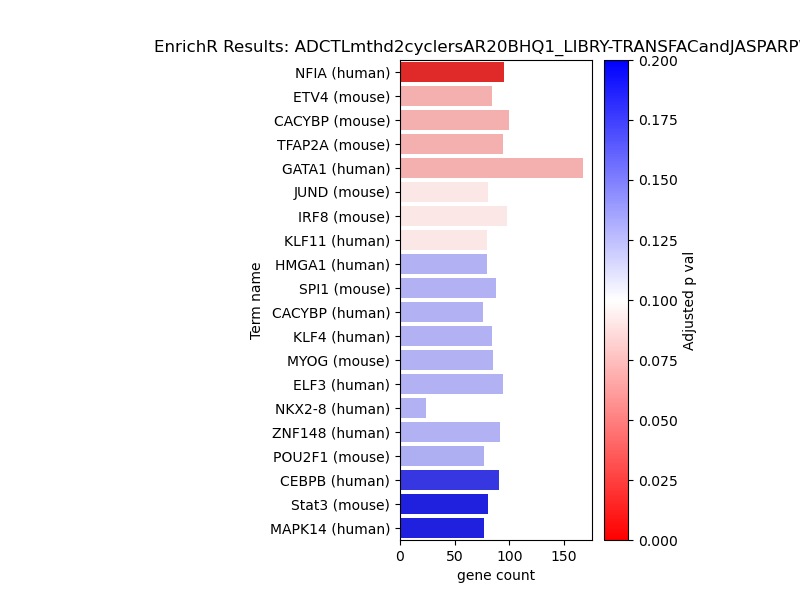 EnrichR Results: ADCTLmthd2cyclersAR20BHQ1_LIBRY-TRANSFACandJASPARP
NFIA (human)
ETV4 (mouse)
CACYBP (mouse)
TFAP2A (mouse)
GATA1 (human)
JUND (mouse)
IRF8 (mouse)
KLF11 (human)
HMGA1 (human)
SPI1 (mouse)
CACYBP (human)
KLF4 (human)
MYOG (mouse)
ELF3 (human)
NKX2-8 (human)
ZNF148 (human)
POU2F1 (mouse)
CEBPB (human)
Stat3 (mouse)
MAPK14 (human)
Term name
0 50 100 150
gene count
0.200
0.175
0.150
0.125
0.100
0.075
0.050
0.025
0.000
Adjusted p val